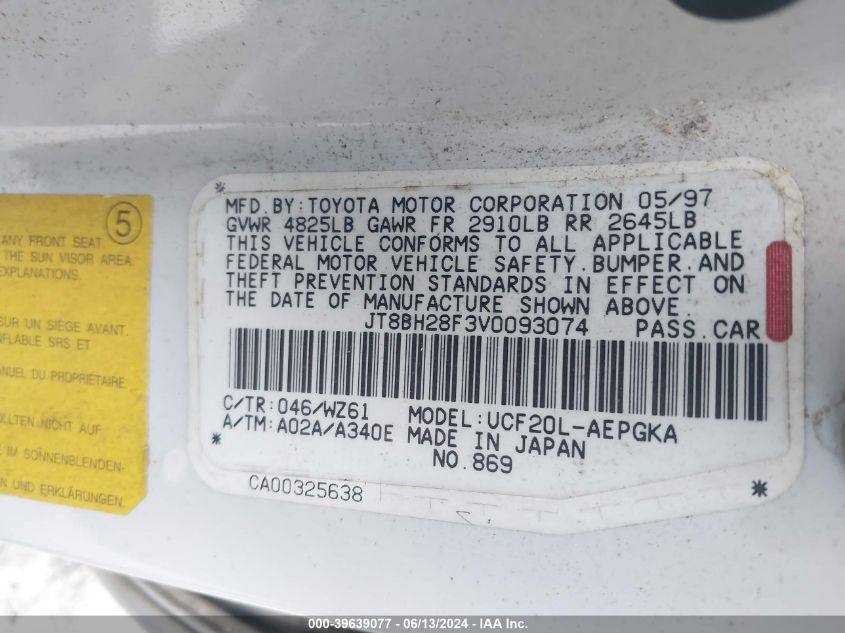 5
ANY FRONT SEAT
THE SUN VISOR AREA
EXPLANATIONS.
SUR UN SIÈGE AVANT.
NFLABLE SRS ET
MANUEL DU PROPRIÉTAIRE
OLLTEN NICHT AUF
E IM SONNENBLENDEN-
EN UND ERKLÄRUNGEN.
MFD.BY:TOYOTA MOTOR CORPORATION 05/97
GVWR 4825LB GAWR FR 2910LB RR 2645LB
THIS VEHICLE CONFORMS TO ALL APPLICABLE
FEDERAL MOTOR VEHICLE SAFETY.BUMPER.AND
THEFT PREVENTION STANDARDS IN EFFECT ON
THE DATE OF MANUFACTURE SHOWN ABOVE.
JT8BH28F3V0093074 PASS.CAR
C/TR:046/WZ61 MODEL:UCF20L-AEPGKA
A/TM:A02A/A340E MADE IN JAPAN
NO.869
CA00325638
000-39639077 - 06/13/2024 - IAA Inc.